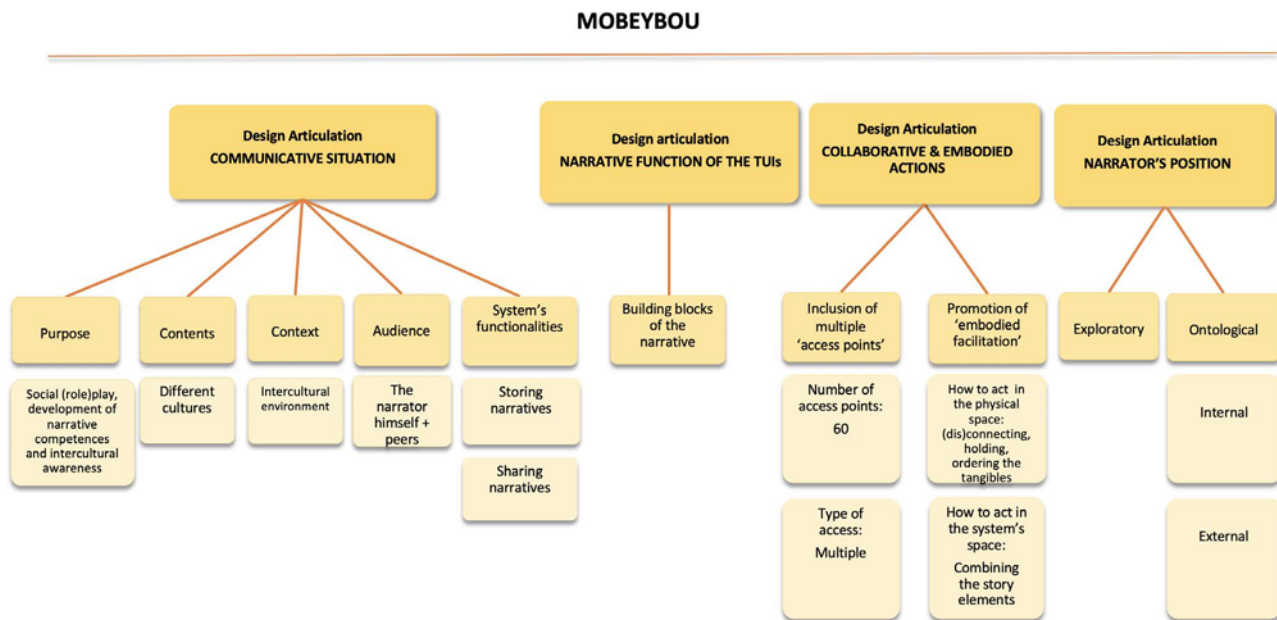 MOBEYBOU
Design Articulation
COMMUNICATIVE SITUATION
Design articulation
NARRATIVE FUNCTION OF THE TUIs
Design Articulation
COLLABORATIVE & EMBODIED
ACTIONS
Design Articulation
NARRATOR'S POSITION
Purpose
Contents
Context
Audience
System's
functionalities
Building blocks
of the
narrative
Inclusion of
multiple
'access points'
Promotion of
'embodied
facilitation'
Exploratory
Ontological
Social (role)play,
development of
narrative
competences
and intercultural
awareness
Different
cultures
Intercultural
environment
The
narrator
himself +
peers
Storing
narratives
Sharing
narratives
Number of
access points:
60
Type of
access:
Multiple
How to act in
the physical
space:
(dis)connecting,
holding,
ordering the
tangibles
How to act in
the system's
space:
Combining
the story
elements
Internal
External